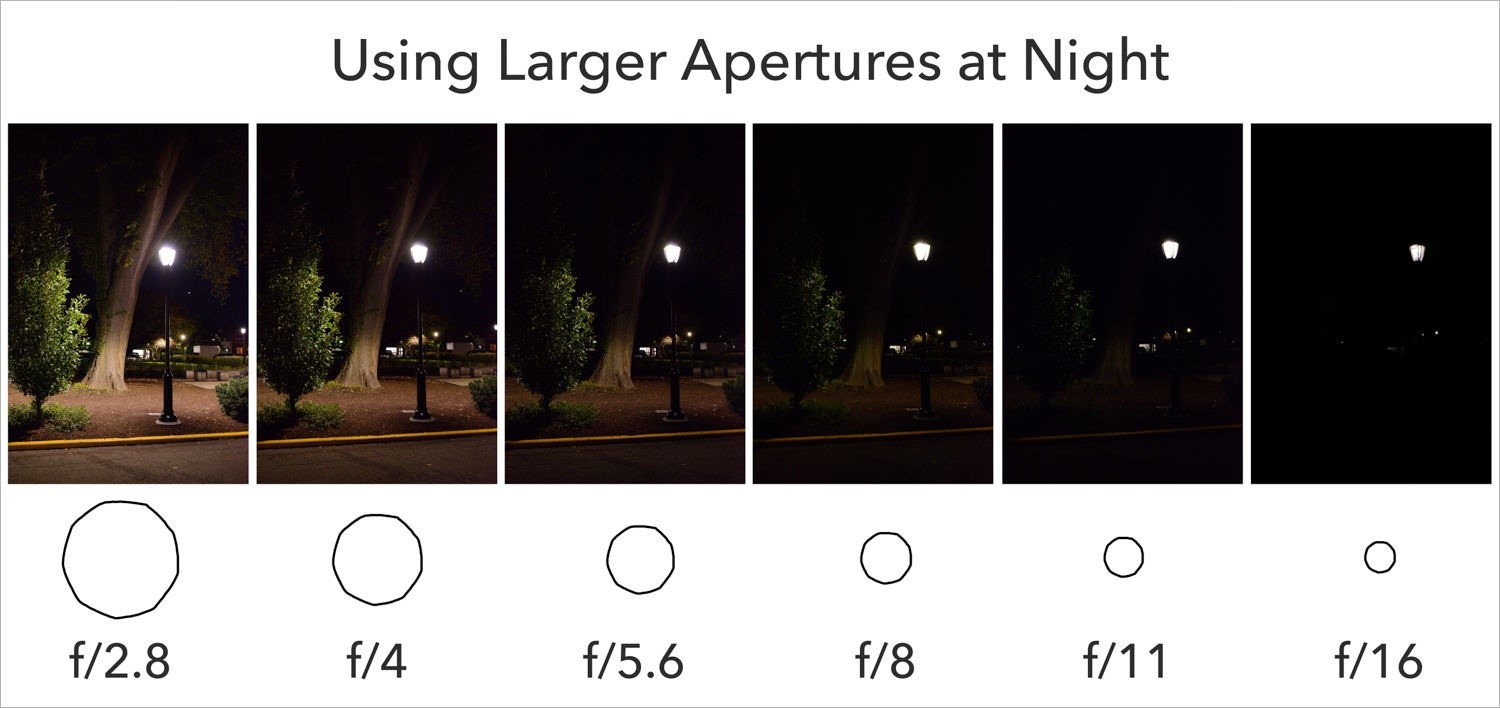 Using Larger Apertures at Night
f/2.8
f/4
f/5.6
f/8
f/11
f/16